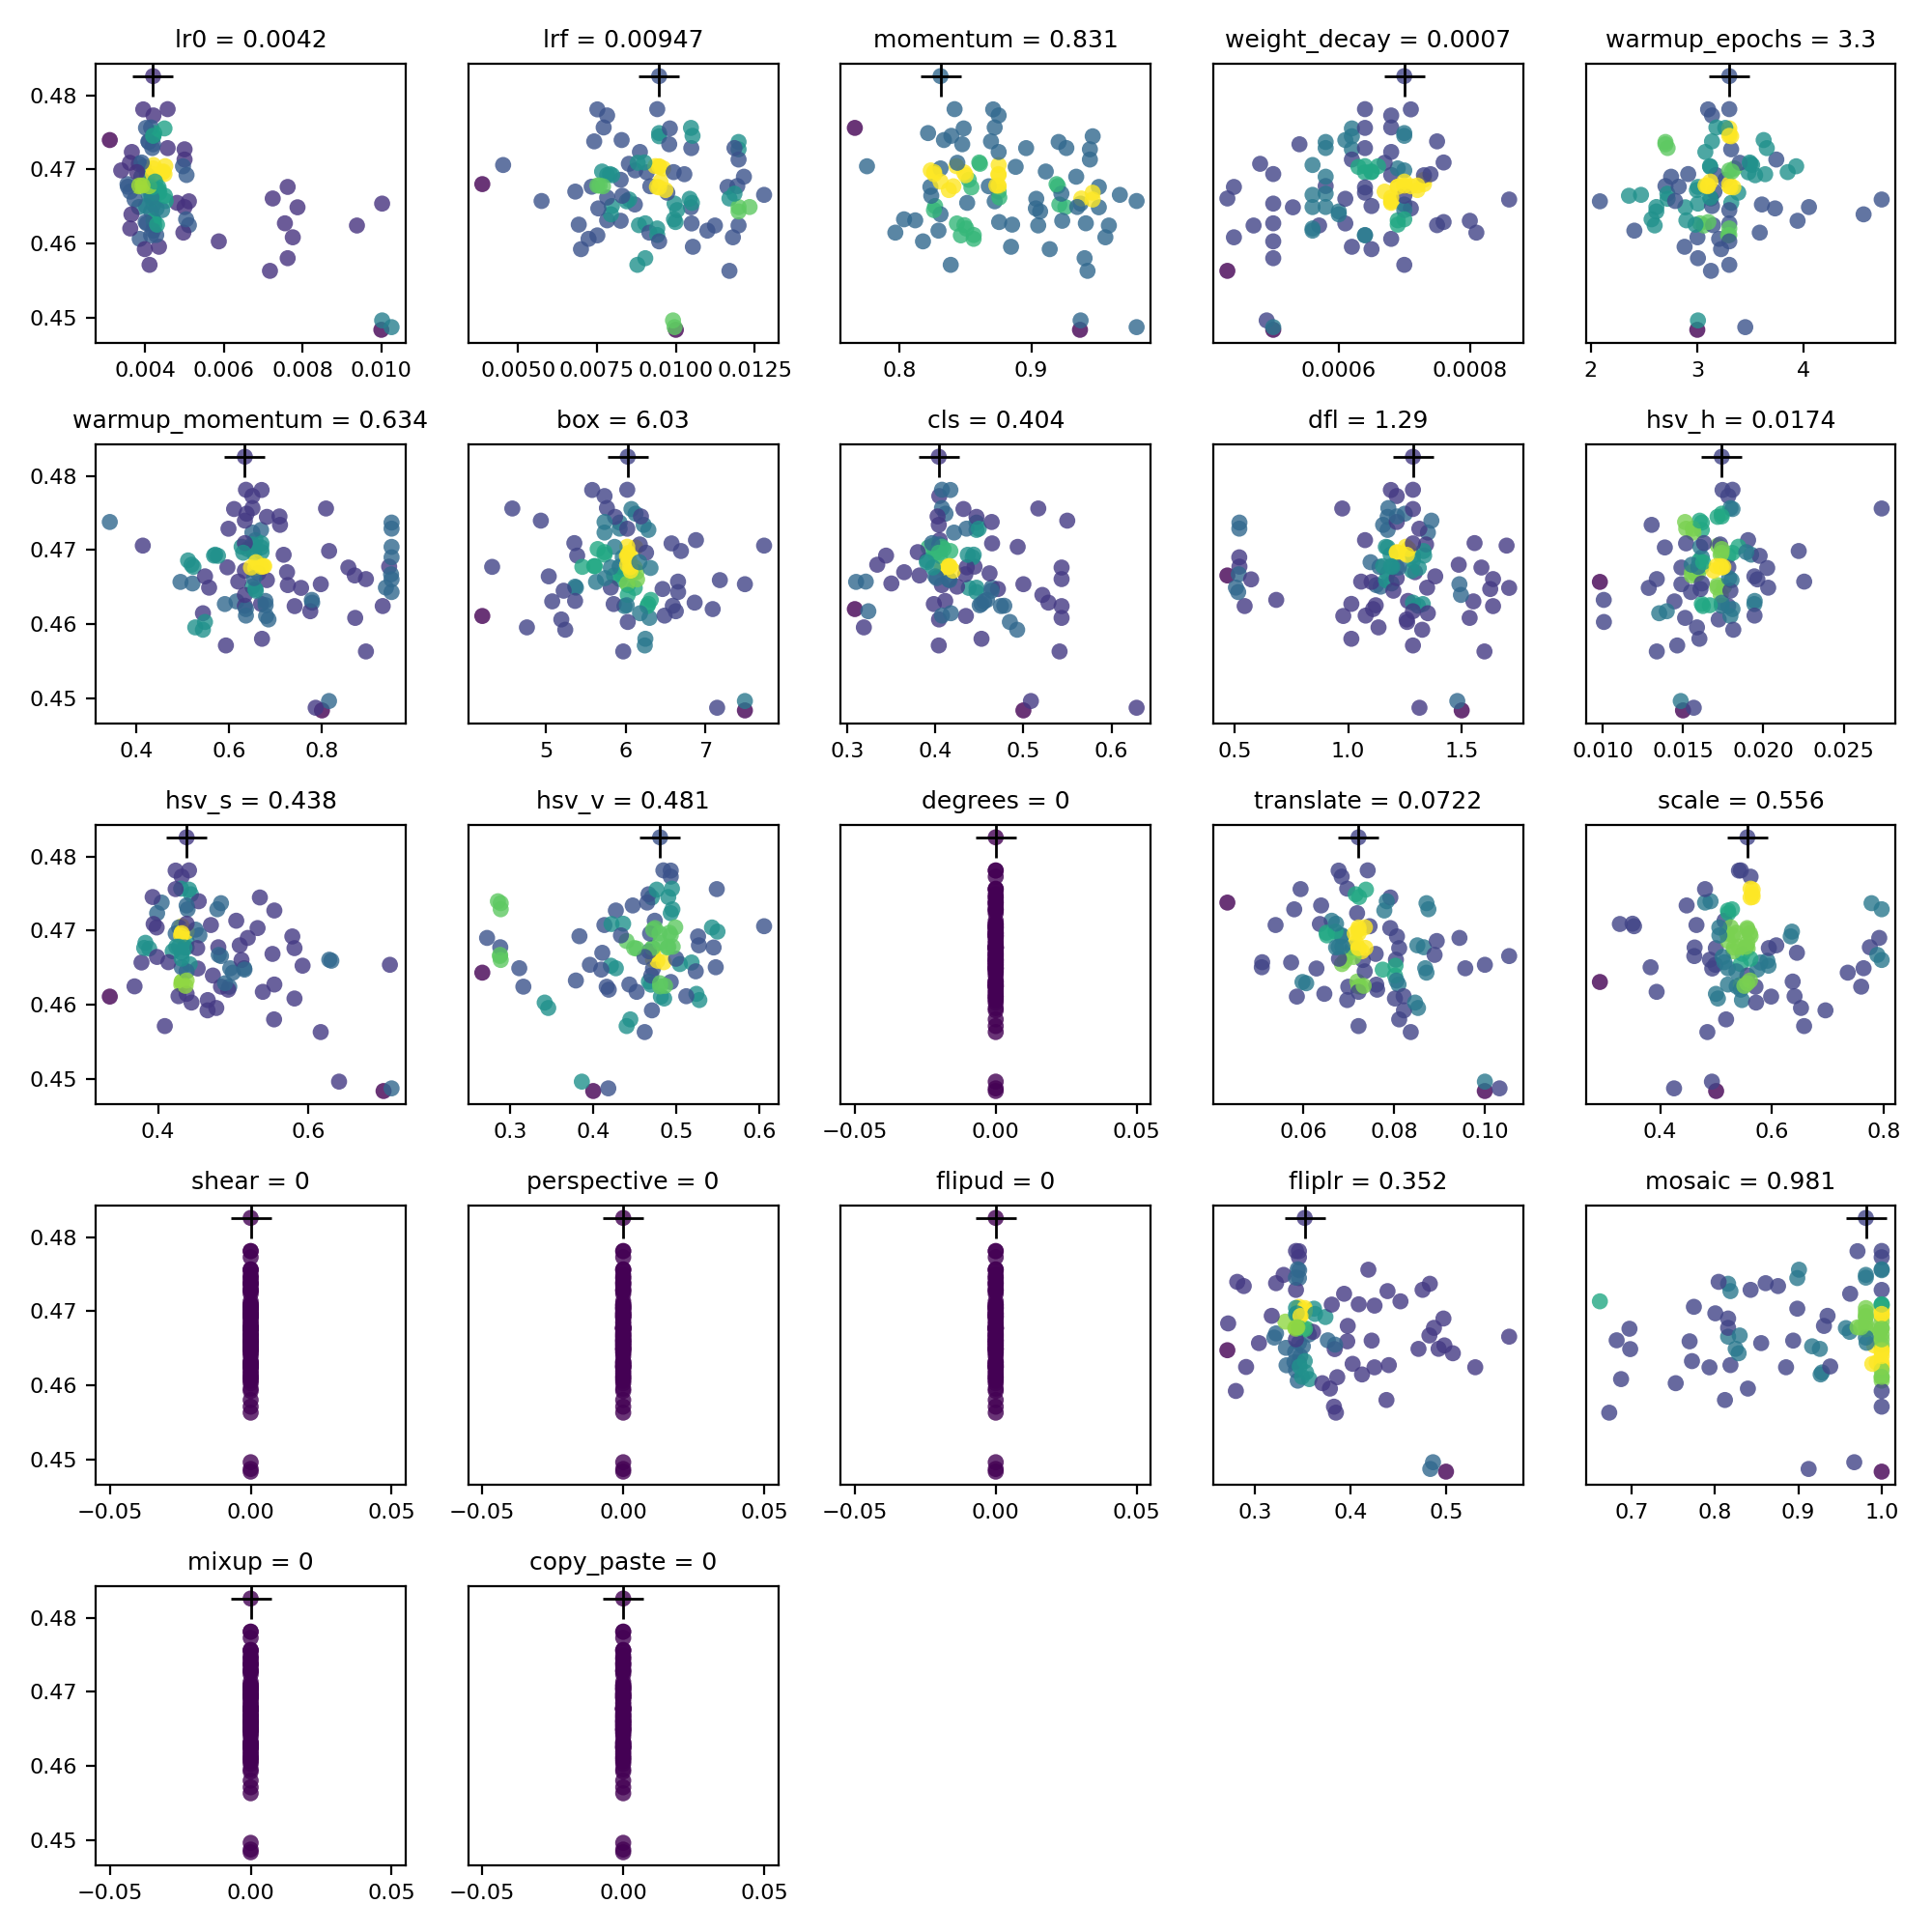 lr0 = 0.0042 lrf = 0.00947 momentum = 0.831 weight_decay = 0.0007 warmup_epochs = 3.3
0.48
0.47
0.46
0.45
0.004 0.006 0.008 0.010 0.0050 0.0075 0.0100 0.0125 0.8 0.9 0.0006 0.0008 2 3 4
warmup_momentum = 0.634 box = 6.03 cls = 0.404 dfl = 1.29 hsv_h = 0.0174
0.48
0.47
0.46
0.45
0.4 0.6 0.8 5 6 7 0.3 0.4 0.5 0.6 0.5 1.0 1.5 0.010 0.015 0.020 0.025
hsv_s = 0.438 hsv_v = 0.481 degrees = 0 translate = 0.0722 scale = 0.556
0.48
0.47
0.46
0.45
0.4 0.6 0.3 0.4 0.5 0.6 −0.05 0.00 0.05 0.06 0.08 0.10 0.4 0.6 0.8
shear = 0 perspective = 0 flipud = 0 fliplr = 0.352 mosaic = 0.981
0.48
0.47
0.46
0.45
−0.05 0.00 0.05 −0.05 0.00 0.05 −0.05 0.00 0.05 0.3 0.4 0.5 0.7 0.8 0.9 1.0
mixup = 0 copy_paste = 0
0.48
0.47
0.46
0.45
−0.05 0.00 0.05 −0.05 0.00 0.05